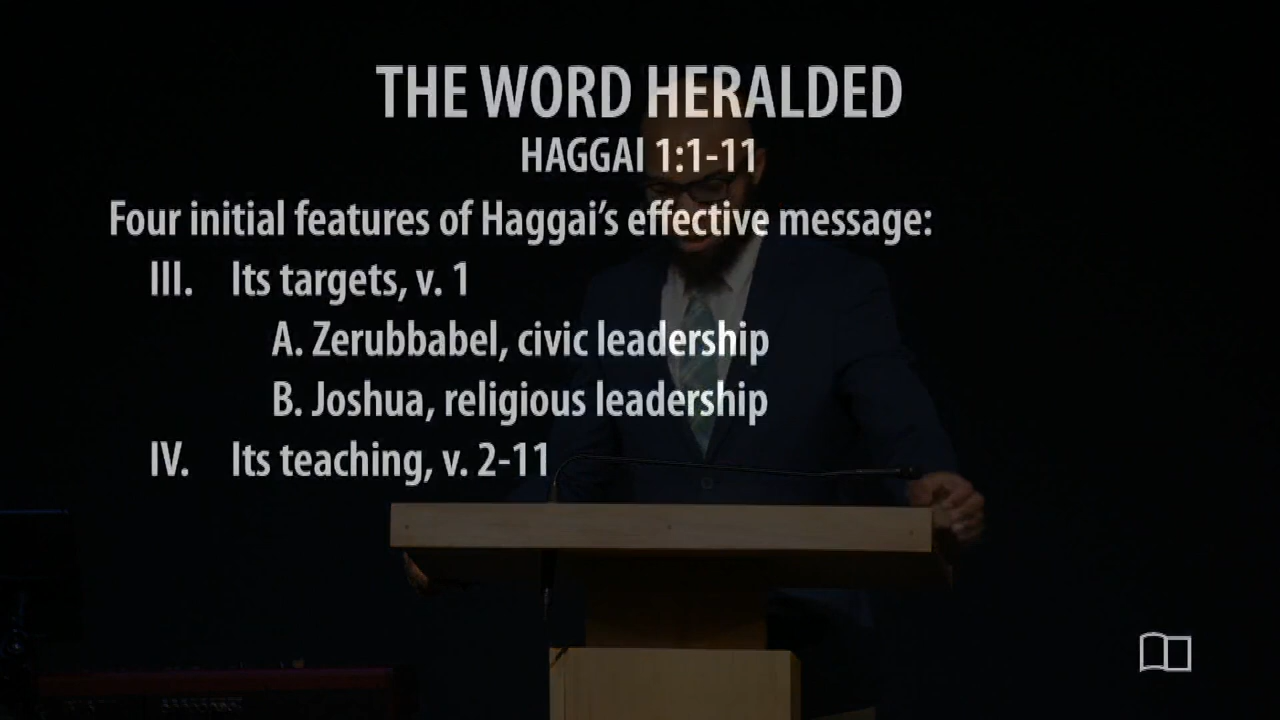 THE WORD HERALDED
HAGGAI 1:1-11
Four initial features of Haggai’s effective message:
III. Its targets, v. 1
A. Zerubbabel, civic leadership
B. Joshua, religious leadership
IV. Its teaching, v. 2-11